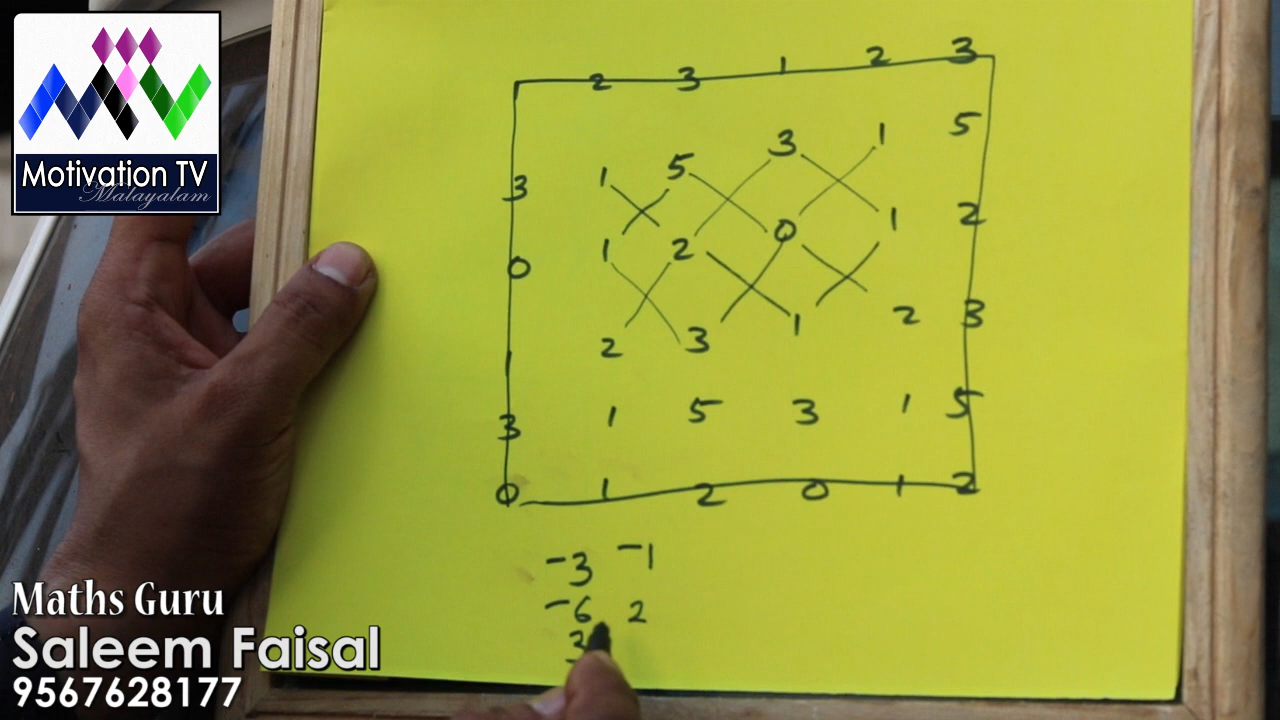 Motivation TV
Malayalam
2 3 1 2 3
1 5 3 1 5
3
1 2 0 1 2
0
2 3 1 2 3
1
3 1 5 3 1 5
0 1 2 0 1 2
-3 -1
-6 2
3
Maths Guru
Saleem Faisal
9567628177